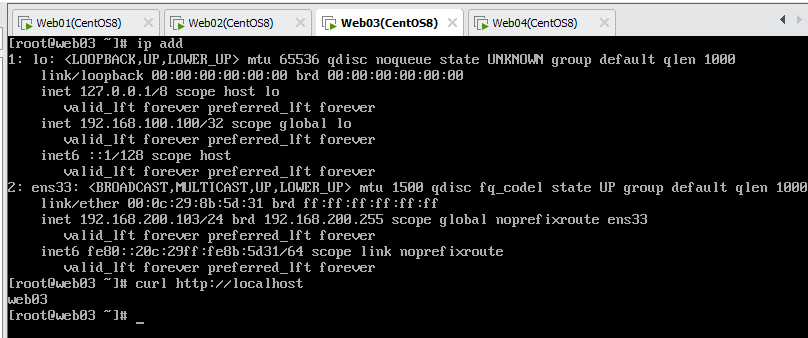 Web01(CentOS8) Web02(CentOS8) Web03(CentOS8) Web04(CentOS8)
[root@web03 ~]# ip add
1: lo: <LOOPBACK,UP,LOWER_UP> mtu 65536 qdisc noqueue state UNKNOWN group default qlen 1000
link/loopback 00:00:00:00:00:00 brd 00:00:00:00:00:00
inet 127.0.0.1/8 scope host lo
valid_lft forever preferred_lft forever
inet 192.168.100.100/32 scope global lo
valid_lft forever preferred_lft forever
inet6 ::1/128 scope host
valid_lft forever preferred_lft forever
2: ens33: <BROADCAST,MULTICAST,UP,LOWER_UP> mtu 1500 qdisc fq_codel state UP group default qlen 1000
link/ether 00:0c:29:8b:5d:31 brd ff:ff:ff:ff:ff:ff
inet 192.168.200.103/24 brd 192.168.200.255 scope global noprefixroute ens33
valid_lft forever preferred_lft forever
inet6 fe80::20c:29ff:fe8b:5d31/64 scope link noprefixroute
valid_lft forever preferred_lft forever
[root@web03 ~]# curl http://localhost
web03
[root@web03 ~]# _